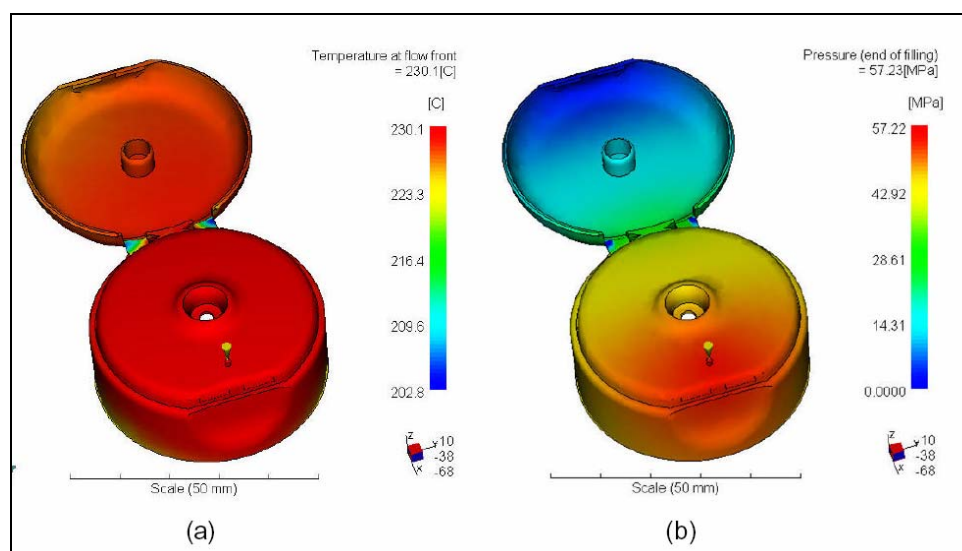 Temperature at flow front
= 230.1[C]
[C]
230.1
223.3
216.4
209.6
202.8
Z
Y
X
10
-38
-68
Scale (50 mm)
(a)
Pressure (end of filling)
= 57.23[MPa]
[MPa]
57.22
42.92
28.61
14.31
0.0000
Z
Y
X
10
-38
-68
Scale (50 mm)
(b)